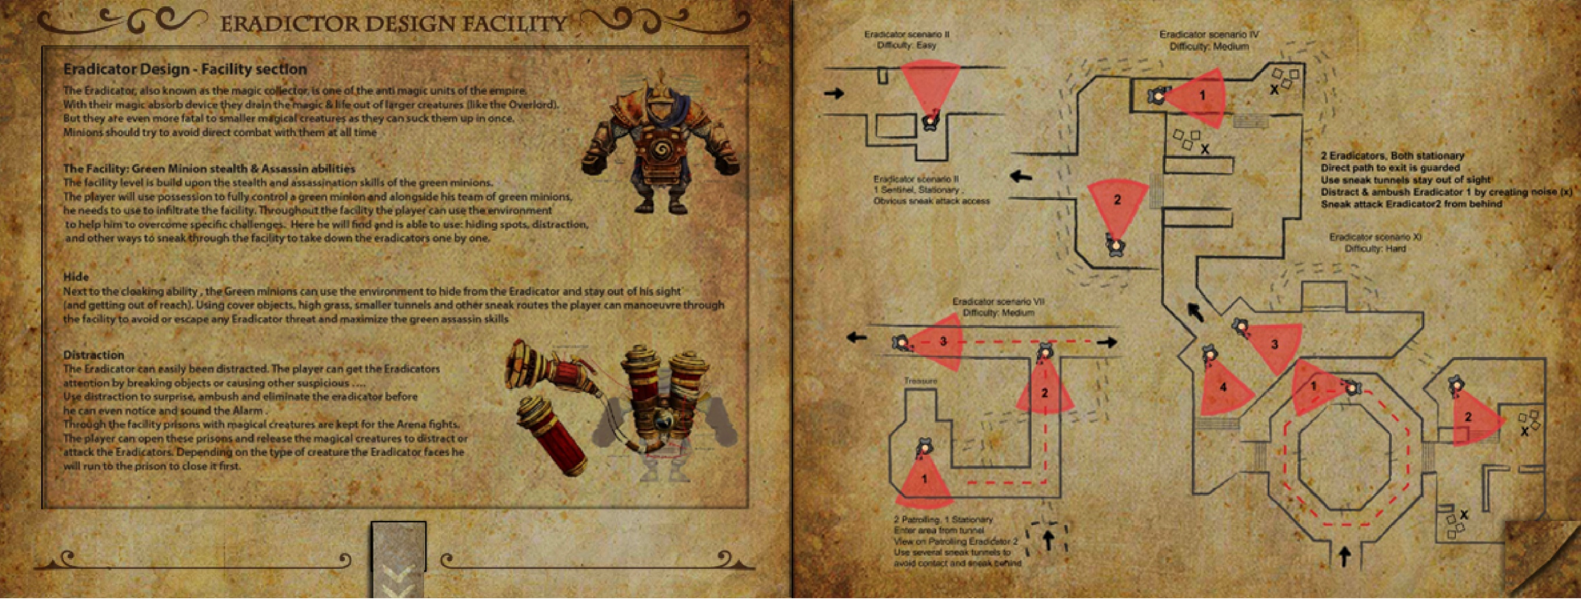 ERADICTOR DESIGN FACILITY
Eradicator Design - Facility section
The Eradicator, also known as the magic collector, is one of the anti magic units of the empire.
With their magic absorb device they drain the magic & life out of larger creatures (like the Overlord).
But they are even more fatal to smaller magical creatures as they can suck them up in once.
Minions should try to avoid direct combat with them at all time
The Facility: Green Minion stealth & Assassin abilities
The facility level is build upon the stealth and assassination skills of the green minions.
The player will use possession to fully control a green minion and alongside his team of green minions,
he needs to use to infiltrate the facility. Throughout the facility the player can use the environment
to help him to overcome specific challenges. Here he will find and is able to use: hiding spots, distraction,
and other ways to sneak through the facility to take down the eradicators one by one.
Hide
Next to the cloaking ability , the Green minions can use the environment to hide from the Eradicator and stay out of his sight
(and getting out of reach). Using cover objects, high grass, smaller tunnels and other sneak routes the player can manoeuvre through
the facility to avoid or escape any Eradicator threat and maximize the green assassin skills
Distraction
The Eradicator can easily been distracted. The player can get the Eradicators
attention by breaking objects or causing other suspicious ....
Use distraction to surprise, ambush and eliminate the eradicator before
he can even notice and sound the Alarm .
Through the facility prisons with magical creatures are kept for the Arena fights.
The player can open these prisons and release the magical creatures to distract or
attack the Eradicators. Depending on the type of creature the Eradicator faces he
will run to the prison to close it first.
Eradicator scenario II
Difficulty: Easy
Eradicator scenario II
1 Sentinel, Stationary .
Obvious sneak attack access
Eradicator scenario IV
Difficulty: Medium
1
X
X
2
2 Eradicators, Both stationary
Direct path to exit is guarded
Use sneak tunnels stay out of sight
Distract & ambush Eradicator 1 by creating noise (x)
Sneak attack Eradicator2 from behind
Eradicator scenario VII
Difficulty: Medium
3
2
Treasure
1
2 Patrolling, 1 Stationary
Enter area from tunnel
View on Patrolling Eradicator 2
Use several sneak tunnels to
avoid contact and sneak behind
Eradicator scenario XI
Difficulty: Hard
3
4
1
2
X
X